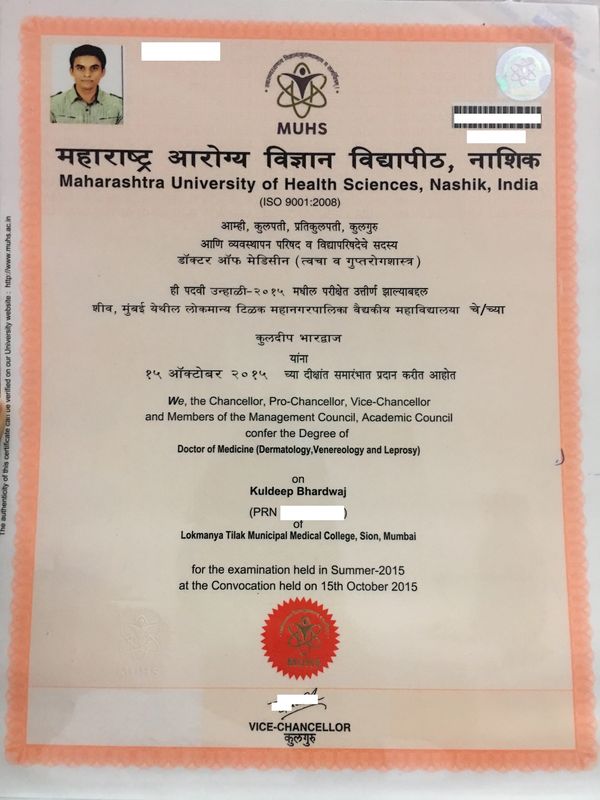 MUHS
महाराष्ट्र आरोग्य विज्ञान विद्यापीठ, नाशिक
Maharashtra University of Health Sciences, Nashik, India
(ISO 9001:2008)
आम्ही, कुलपती, प्रतिकुलपती, कुलगुरु
आणि व्यवस्थापन परिषद व विद्यापरिषदेचे सदस्य
डॉक्टर ऑफ मेडिसीन (त्वचा व गुप्तरोगशास्त्र)
ही पदवी उन्हाळी-२०१५ मधील परीक्षेत उत्तीर्ण झाल्याबद्दल
शीव, मुंबई येथील लोकमान्य टिळक महानगरपालिका वैद्यकीय महाविद्यालया चे/च्या
कुलदीप भारद्वाज
यांना
१५ ऑक्टोबर २०१५ च्या दीक्षांत समारंभात प्रदान करीत आहोत
We, the Chancellor, Pro-Chancellor, Vice-Chancellor
and Members of the Management Council, Academic Council
confer the Degree of
Doctor of Medicine (Dermatology,Venereology and Leprosy)
on
Kuldeep Bhardwaj
(PRN )
of
Lokmanya Tilak Municipal Medical College, Sion, Mumbai
for the examination held in Summer-2015
at the Convocation held on 15th October 2015
MUHS
MUHS
VICE-CHANCELLOR
कुलगुरु
The authenticity of this certificate can be verified on our University website : http://www.muhs.ac.in